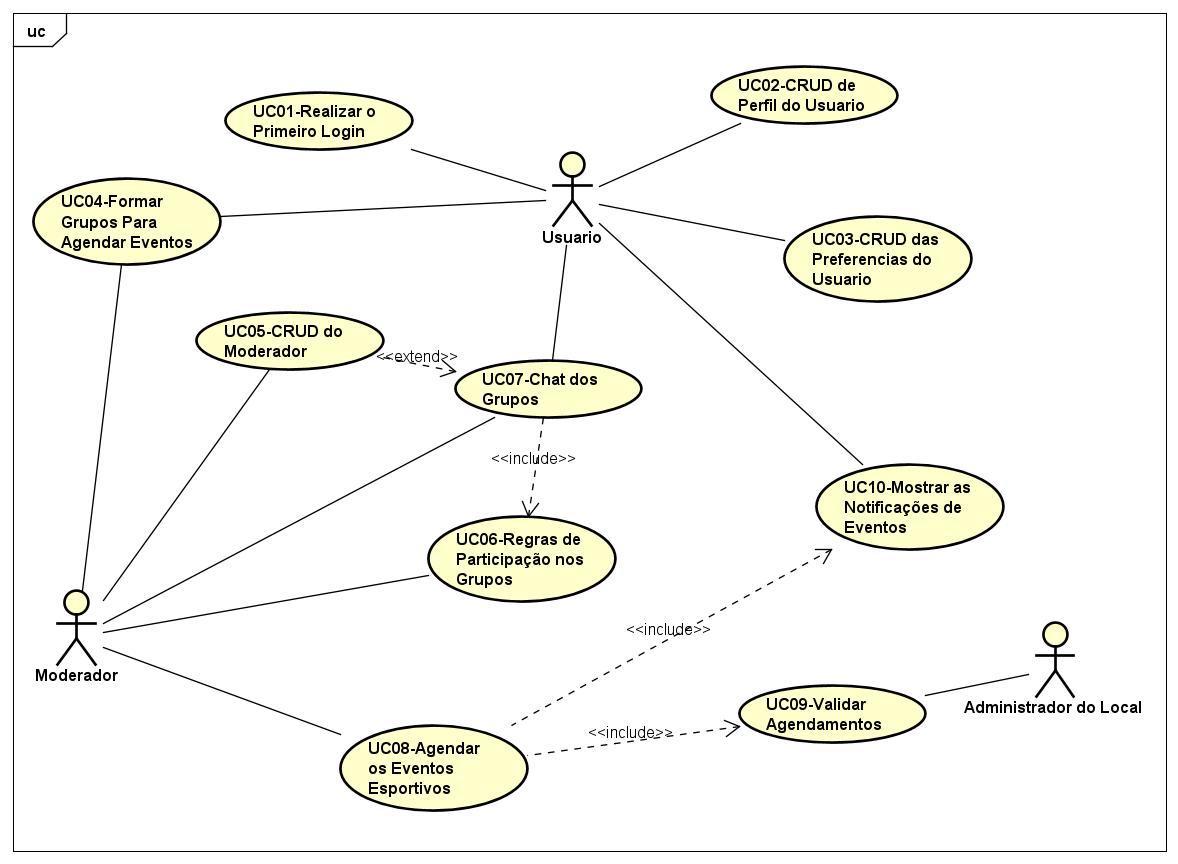 uc
UC02-CRUD de
Perfil do Usuario
UC01-Realizar o
Primeiro Login
UC04-Formar
Grupos Para
Agendar Eventos
Usuario
UC03-CRUD das
Preferencias do
Usuario
UC05-CRUD do
Moderador
<<extend>>
UC07-Chat dos
Grupos
<<include>>
UC10-Mostrar as
Notificações de
Eventos
UC06-Regras de
Participação nos
Grupos
<<include>>
Moderador
Administrador do Local
UC09-Validar
Agendamentos
<<include>>
UC08-Agendar
os Eventos
Esportivos